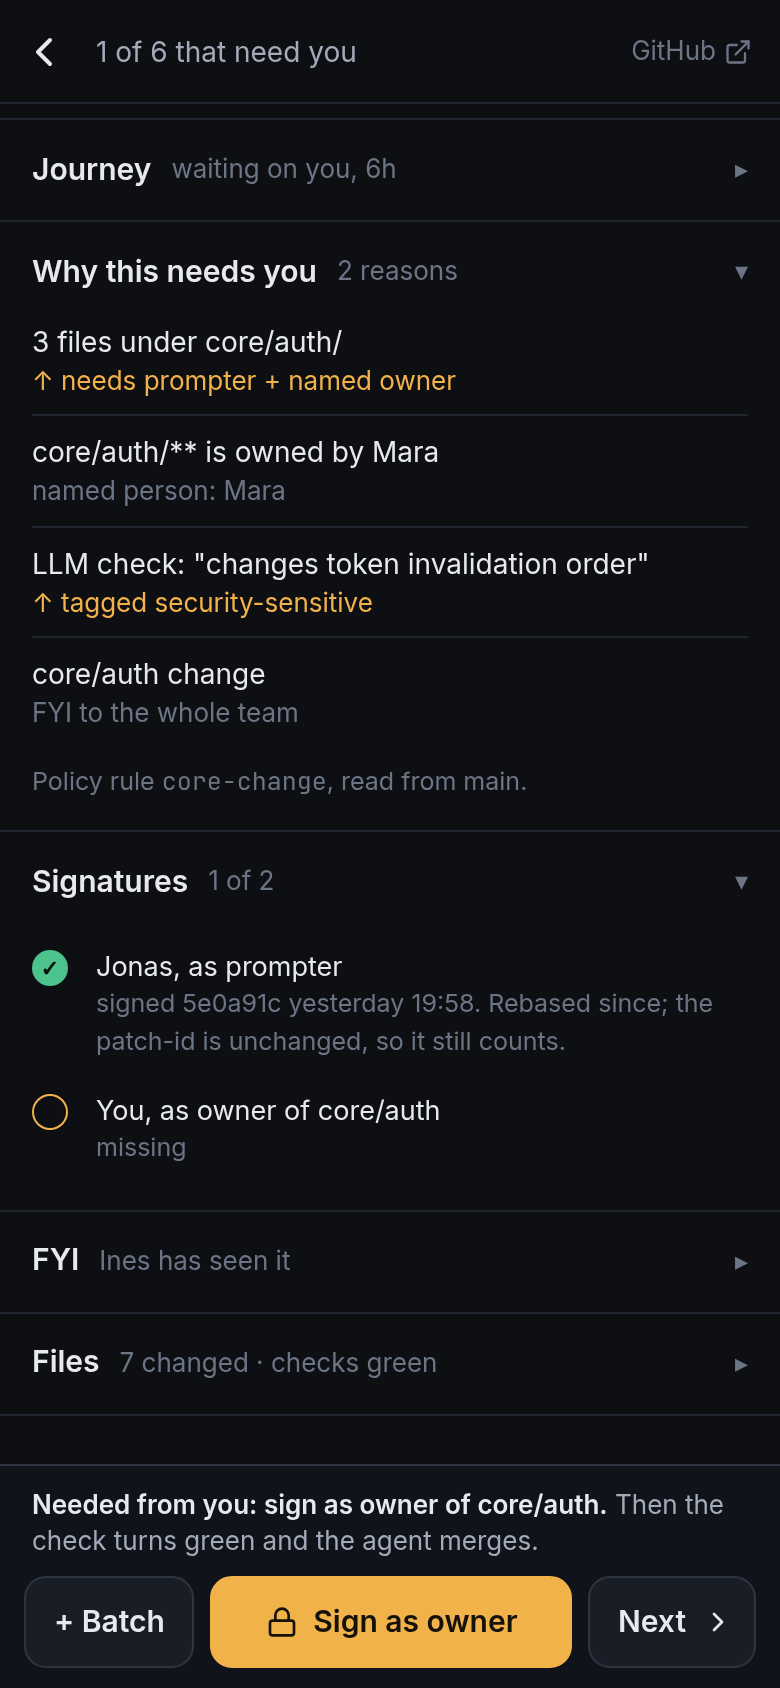 1 of 6 that need you
GitHub
Journey waiting on you, 6h
Why this needs you 2 reasons
3 files under core/auth/
↑ needs prompter + named owner
core/auth/** is owned by Mara
named person: Mara
LLM check: "changes token invalidation order"
↑ tagged security-sensitive
core/auth change
FYI to the whole team
Policy rule core-change, read from main.
Signatures 1 of 2
Jonas, as prompter
signed 5e0a91c yesterday 19:58. Rebased since; the
patch-id is unchanged, so it still counts.
You, as owner of core/auth
missing
FYI Ines has seen it
Files 7 changed · checks green
Needed from you: sign as owner of core/auth. Then the
check turns green and the agent merges.
+ Batch
Sign as owner
Next